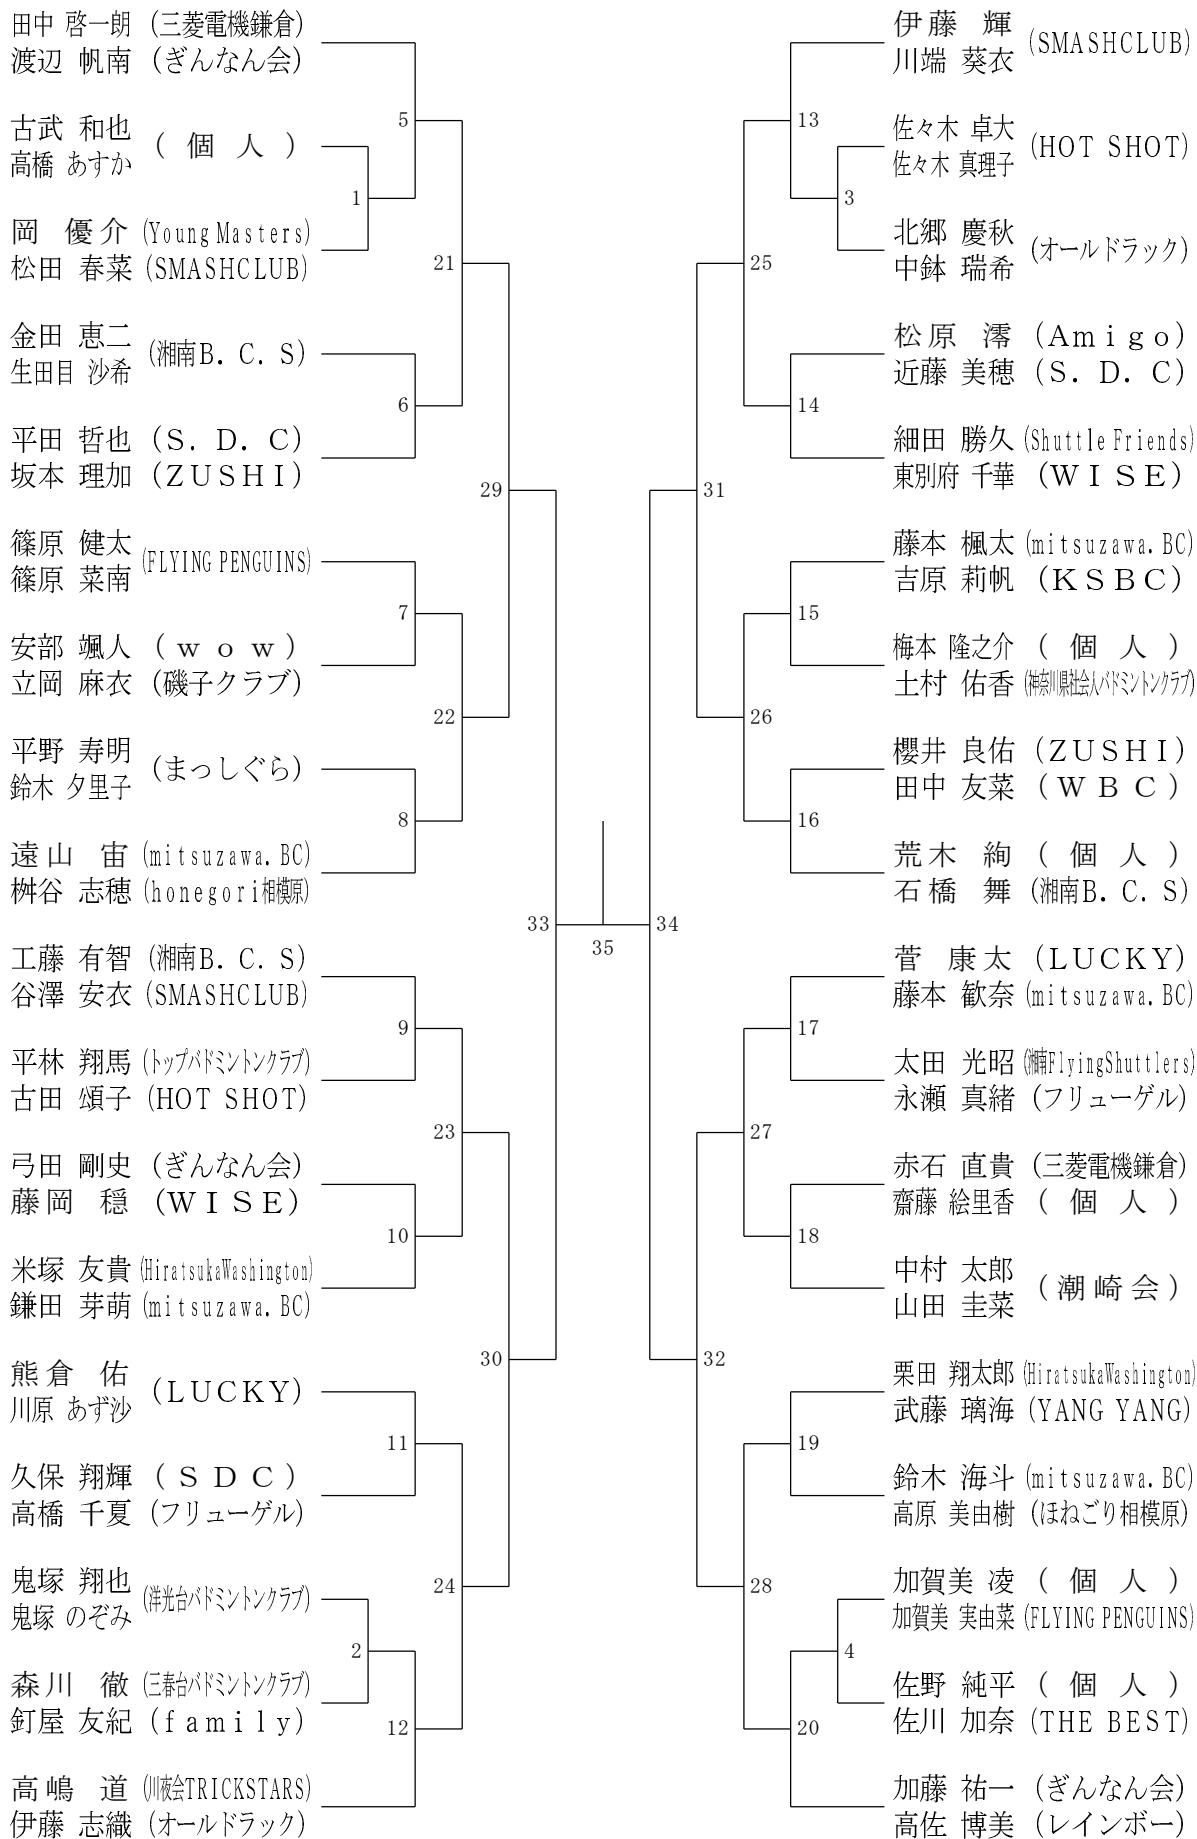 田中 啓一朗 (三菱電機鎌倉)
渡辺 帆南 (ぎんなん会)
5
古武 和也 (個人)
高橋 あすか
1
岡 優介 (Young Masters)
松田 春菜 (SMASHCLUB)
21
金田 恵二 (湘南B.C.S)
生田目 沙希
6
平田 哲也 (S.D.C)
坂本 理加 (ZUSHI)
29
篠原 健太 (FLYING PENGUINS)
篠原 菜南
7
安部 颯人 (wow)
立岡 麻衣 (磯子クラブ)
22
平野 寿明 (まっしぐら)
鈴木 夕里子
8
遠山 宙 (mitsuzawa.BC)
桝谷 志穂 (honegori相模原)
33
工藤 有智 (湘南B.C.S)
谷澤 安衣 (SMASHCLUB)
9
平林 翔馬 (トップバドミントンクラブ)
古田 頌子 (HOT SHOT)
23
弓田 剛史 (ぎんなん会)
藤岡 穏 (WISE)
10
米塚 友貴 (HiratsukaWashington)
鎌田 芽萌 (mitsuzawa.BC)
30
熊倉 佑 (LUCKY)
川原 あず沙
11
久保 翔輝 (SDC)
高橋 千夏 (フリューゲル)
24
鬼塚 翔也 (洋光台バドミントンクラブ)
鬼塚 のぞみ
2
森川 徹 (三春台バドミントンクラブ)
釘屋 友紀 (family)
12
高嶋 道 (川夜会TRICKSTARS)
伊藤 志織 (オールドラック)
35
伊藤 輝 (SMASHCLUB)
川端 葵衣
13
佐々木 卓大 (HOT SHOT)
佐々木 真理子
3
北郷 慶秋 (オールドラック)
中鉢 瑞希
25
松原 澪 (Amigo)
近藤 美穂 (S.D.C)
14
細田 勝久 (Shuttle Friends)
東別府 千華 (WISE)
31
藤本 楓太 (mitsuzawa.BC)
吉原 莉帆 (KSBC)
15
梅本 隆之介 (個人)
土村 佑香 (神奈川県社会人バドミントンクラブ)
26
櫻井 良佑 (ZUSHI)
田中 友菜 (WBC)
16
荒木 絢 (個人)
石橋 舞 (湘南B.C.S)
34
菅 康太 (LUCKY)
藤本 歓奈 (mitsuzawa.BC)
17
太田 光昭 (湘南FlyingShuttlers)
永瀬 真緒 (フリューゲル)
27
赤石 直貴 (三菱電機鎌倉)
齋藤 絵里香 (個人)
18
中村 太郎 (潮崎会)
山田 圭菜
32
栗田 翔太郎 (HiratsukaWashington)
武藤 璃海 (YANG YANG)
19
鈴木 海斗 (mitsuzawa.BC)
高原 美由樹 (ほねごり相模原)
28
加賀美 凌 (個人)
加賀美 実由菜 (FLYING PENGUINS)
4
佐野 純平 (個人)
佐川 加奈 (THE BEST)
20
加藤 祐一 (ぎんなん会)
高佐 博美 (レインボー)